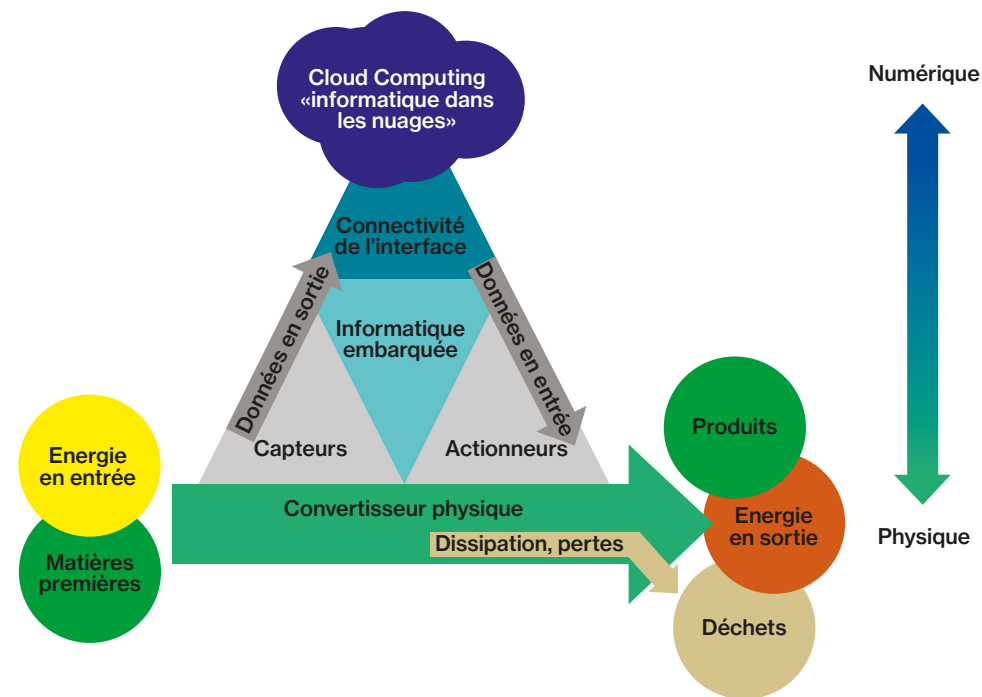 Cloud Computing
«informatique dans
les nuages»
Numérique
Connectivité
de l'interface
Données en sortie
Données en entrée
Informatique
embarquée
Capteurs
Actionneurs
Energie
en entrée
Matières
premières
Convertisseur physique
Dissipation, pertes
Produits
Energie
en sortie
Déchets
Physique